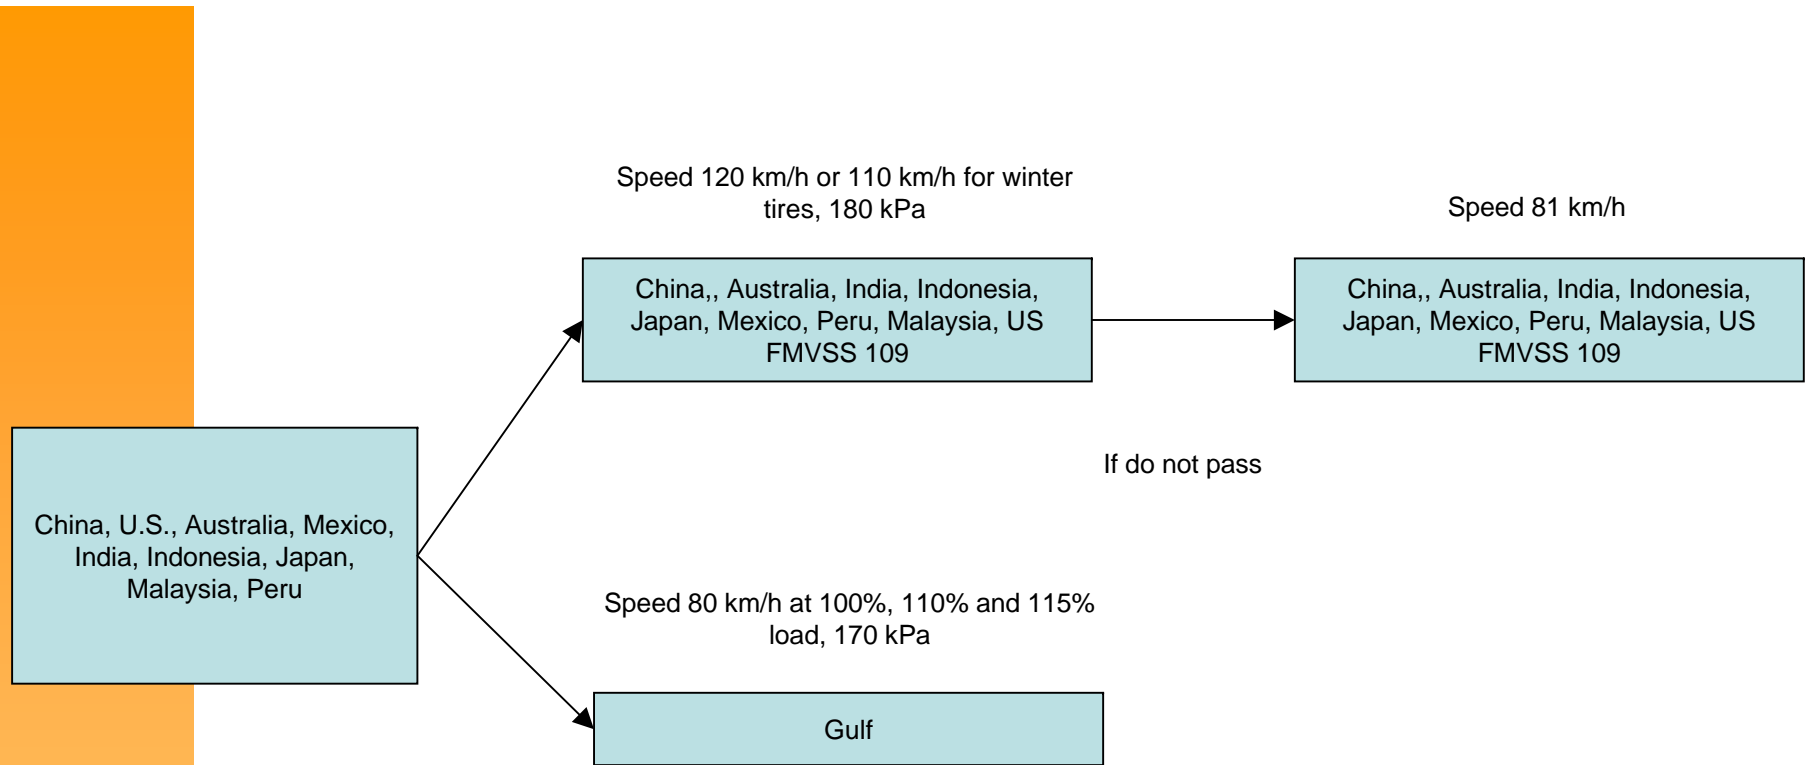 Speed 120 km/h or 110 km/h for winter
tires, 180 kPa
Speed 81 km/h
China,, Australia, India, Indonesia,
Japan, Mexico, Peru, Malaysia, US
FMVSS 109
China,, Australia, India, Indonesia,
Japan, Mexico, Peru, Malaysia, US
FMVSS 109
If do not pass
China, U.S., Australia, Mexico,
India, Indonesia, Japan,
Malaysia, Peru
Speed 80 km/h at 100%, 110% and 115%
load, 170 kPa
Gulf